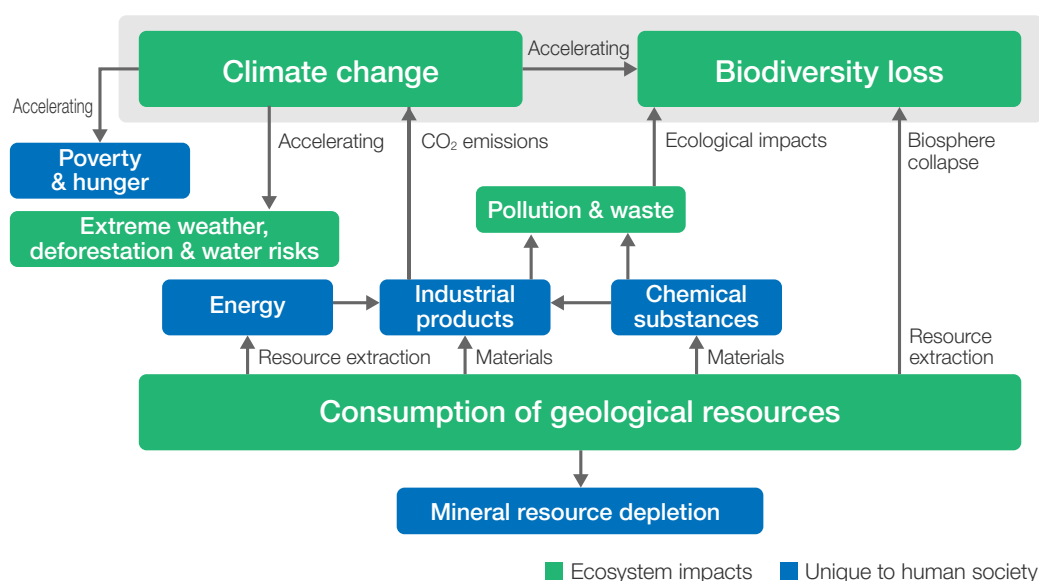 Climate change
Accelerating
Biodiversity loss
Accelerating
Accelerating
CO₂ emissions
Ecological impacts
Biosphere
collapse
Poverty
& hunger
Pollution & waste
Extreme weather,
deforestation & water risks
Energy
Industrial
products
Chemical
substances
Resource extraction
Materials
Materials
Resource
extraction
Consumption of geological resources
Mineral resource depletion
Ecosystem impacts
Unique to human society